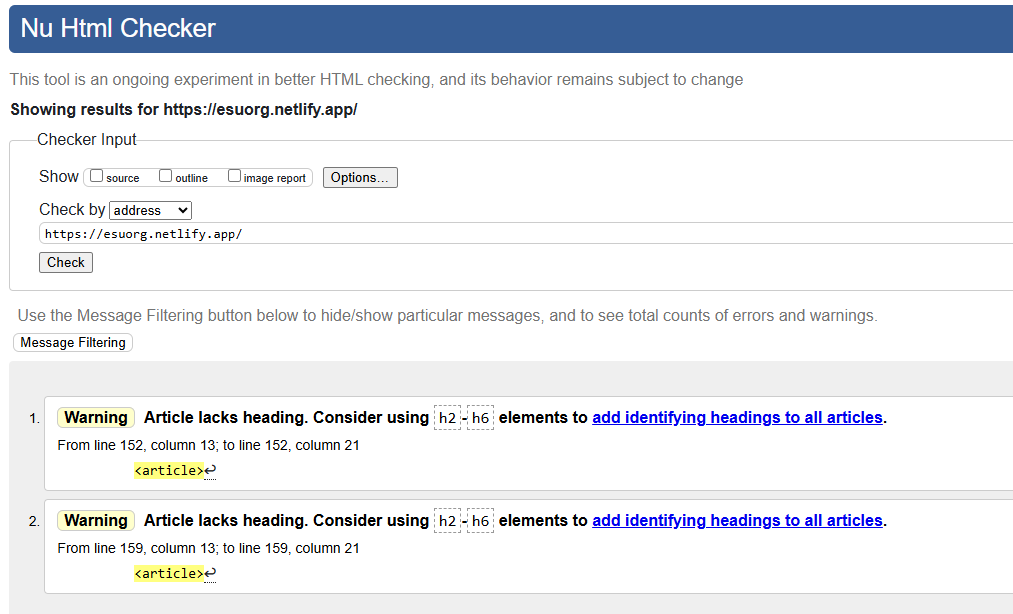 Nu Html Checker
This tool is an ongoing experiment in better HTML checking, and its behavior remains subject to change
Showing results for https://esuorg.netlify.app/
Checker Input
Show source outline image report Options...
Check by address
https://esuorg.netlify.app/
Check
Use the Message Filtering button below to hide/show particular messages, and to see total counts of errors and warnings.
Message Filtering
1. Warning Article lacks heading. Consider using h2-h6 elements to add identifying headings to all articles.
From line 152, column 13; to line 152, column 21
<article>↩
2. Warning Article lacks heading. Consider using h2-h6 elements to add identifying headings to all articles.
From line 159, column 13; to line 159, column 21
<article>↩